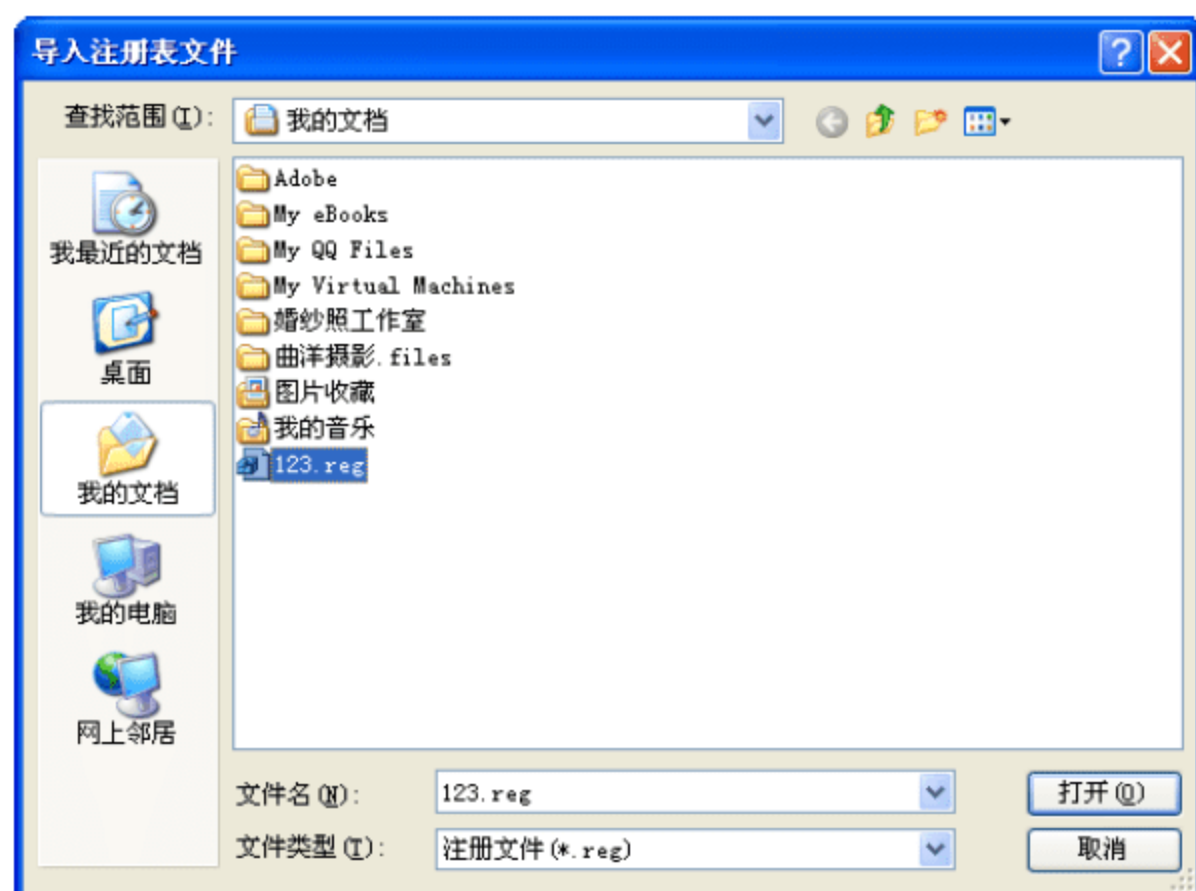 导入注册表文件
查找范围(I):
我的文档
我最近的文档
桌面
我的文档
我的电脑
网上邻居
Adobe
My eBooks
My QQ Files
My Virtual Machines
婚纱照工作室
曲洋摄影.files
图片收藏
我的音乐
123.reg
文件名(N): 123.reg 打开(O)
文件类型(T): 注册文件(*.reg) 取消